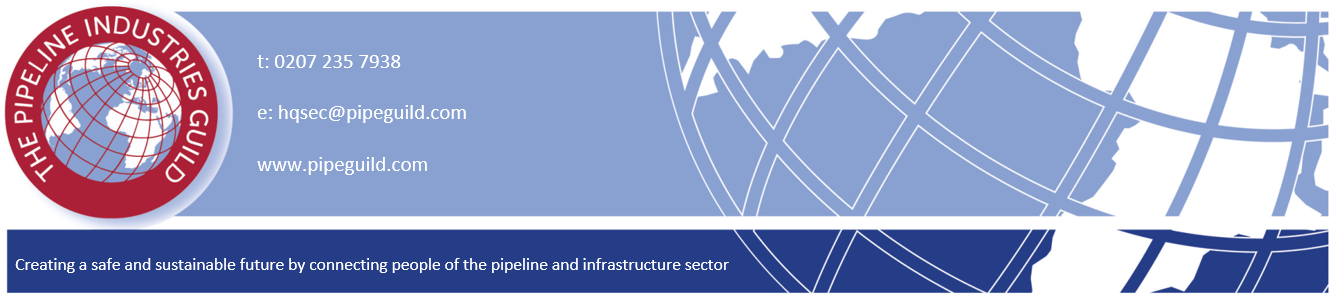 THE PIPELINE INDUSTRIES GUILD
t: 0207 235 7938
e: hqsec@pipeguild.com
www.pipeguild.com
Creating a safe and sustainable future by connecting people of the pipeline and infrastructure sector